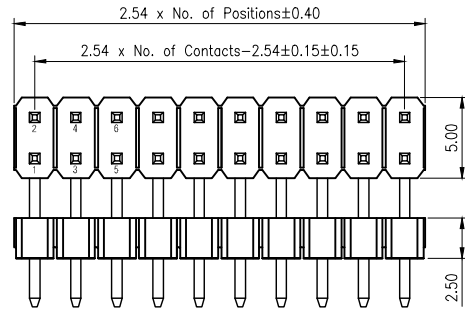 2.54 x No. of Positions±0.40
2.54 x No. of Contacts-2.54±0.15±0.15
2 4 6
1 3 5
5.00
2.50